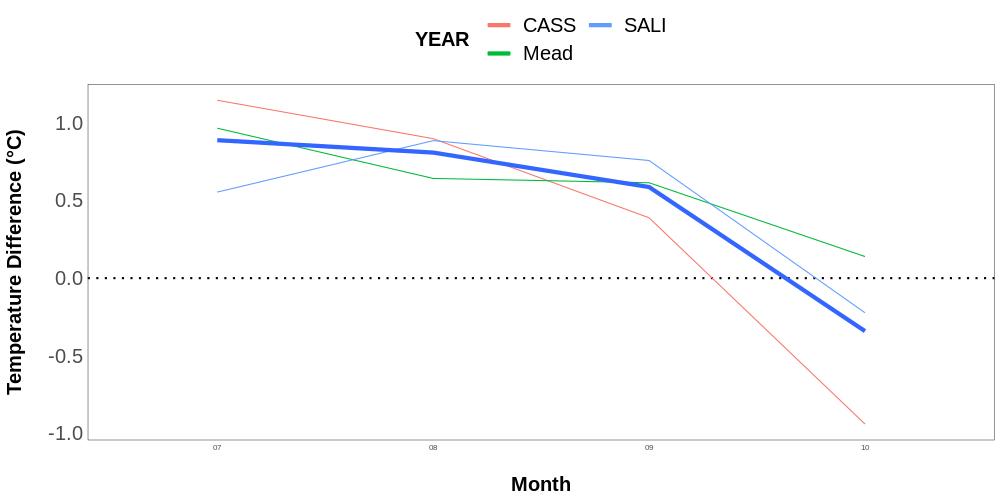 YEAR
CASS SALI
Mead
Temperature Difference (°C)
1.0
0.5
0.0
-0.5
-1.0
07 08 09 10
Month